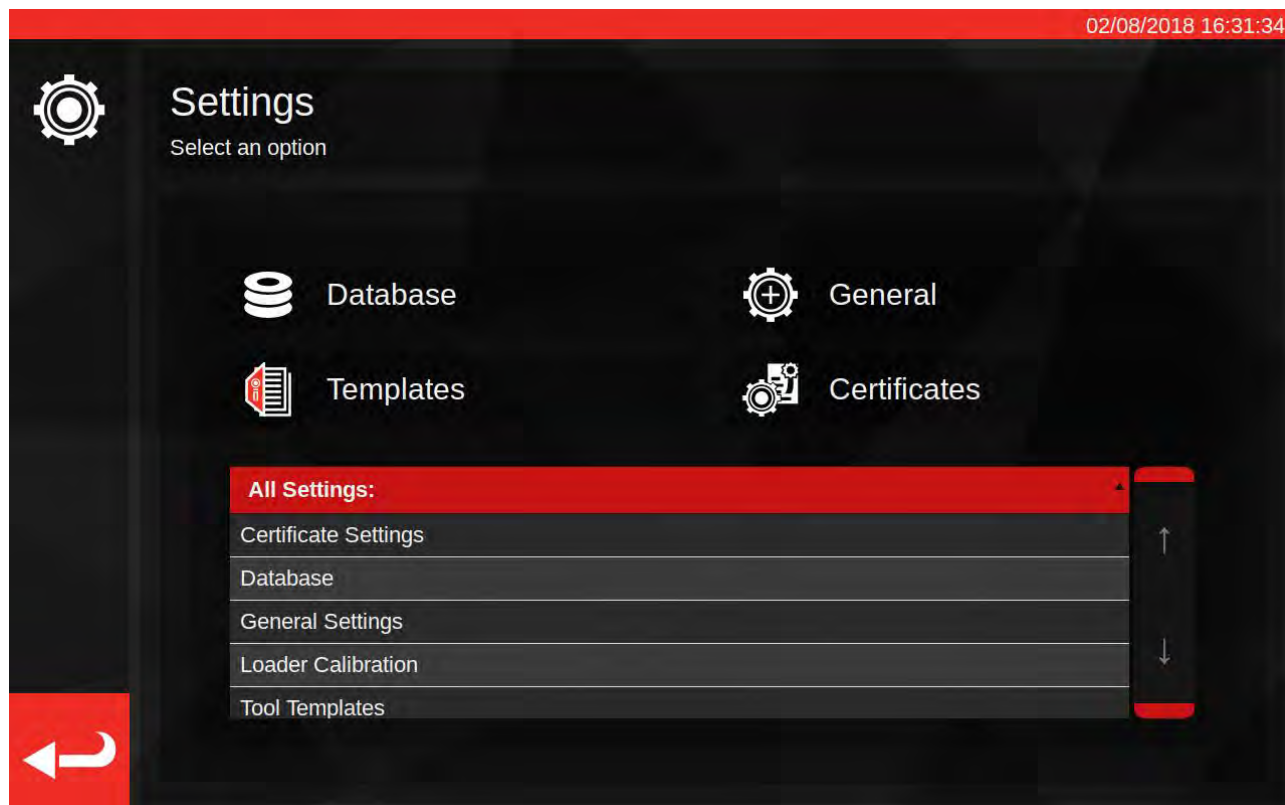 02/08/2018 16:31:34
Settings
Select an option
Database
General
Templates
Certificates
All Settings:
Certificate Settings
Database
General Settings
Loader Calibration
Tool Templates